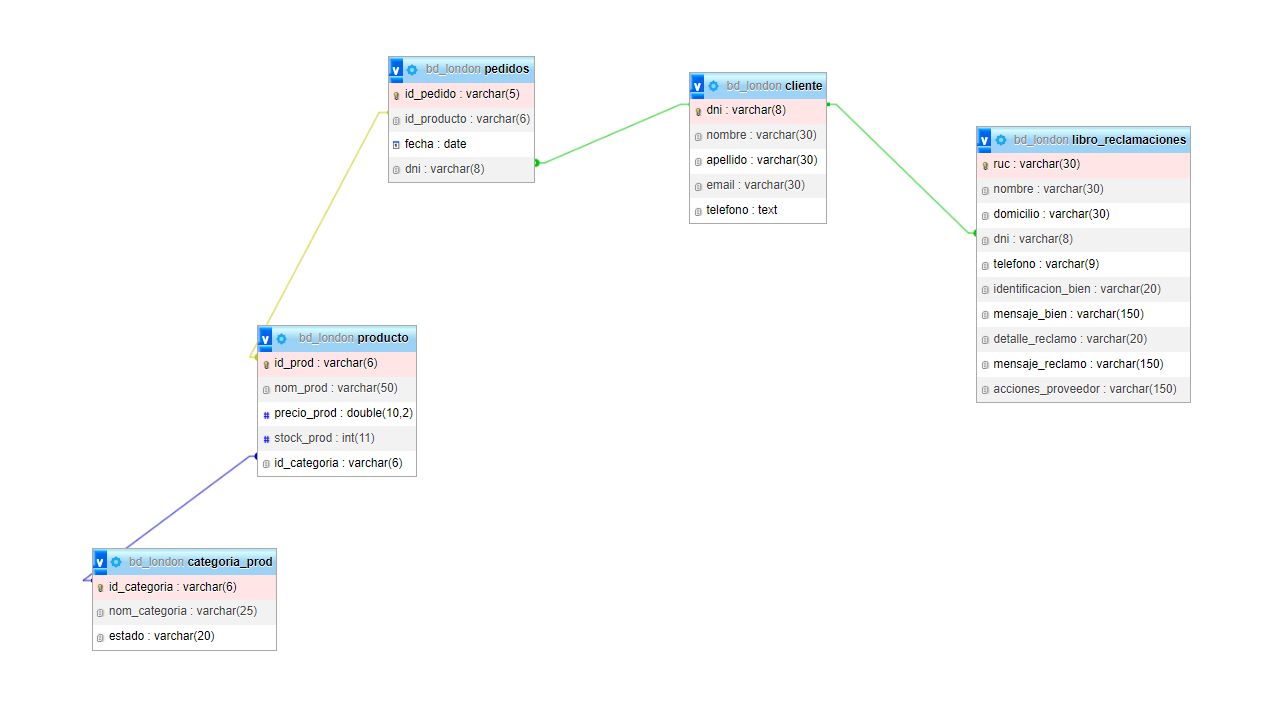 bd_london pedidos
id_pedido : varchar(5)
id_producto : varchar(6)
fecha : date
dni : varchar(8)
bd_london cliente
dni : varchar(8)
nombre : varchar(30)
apellido : varchar(30)
email : varchar(30)
telefono : text
bd_london libro_reclamaciones
ruc : varchar(30)
nombre : varchar(30)
domicilio : varchar(30)
dni : varchar(8)
telefono : varchar(9)
identificacion_bien : varchar(20)
mensaje_bien : varchar(150)
detalle_reclamo : varchar(20)
mensaje_reclamo : varchar(150)
acciones_proveedor : varchar(150)
bd_london producto
id_prod : varchar(6)
nom_prod : varchar(50)
# precio_prod : double(10,2)
# stock_prod : int(11)
id_categoria : varchar(6)
bd_london categoria_prod
id_categoria : varchar(6)
nom_categoria : varchar(25)
estado : varchar(20)